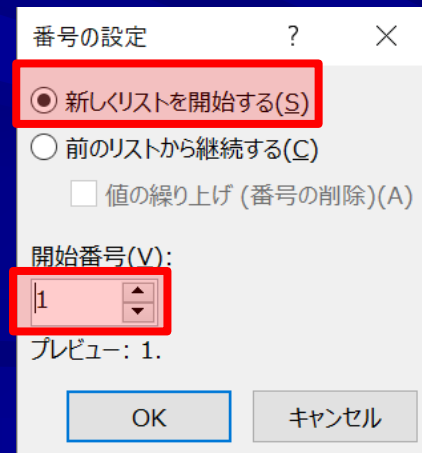 番号の設定 ? ×
新しくリストを開始する(S)
前のリストから継続する(C)
値の繰り上げ (番号の削除)(A)
開始番号(V):
1
プレビュー: 1.
OK キャンセル